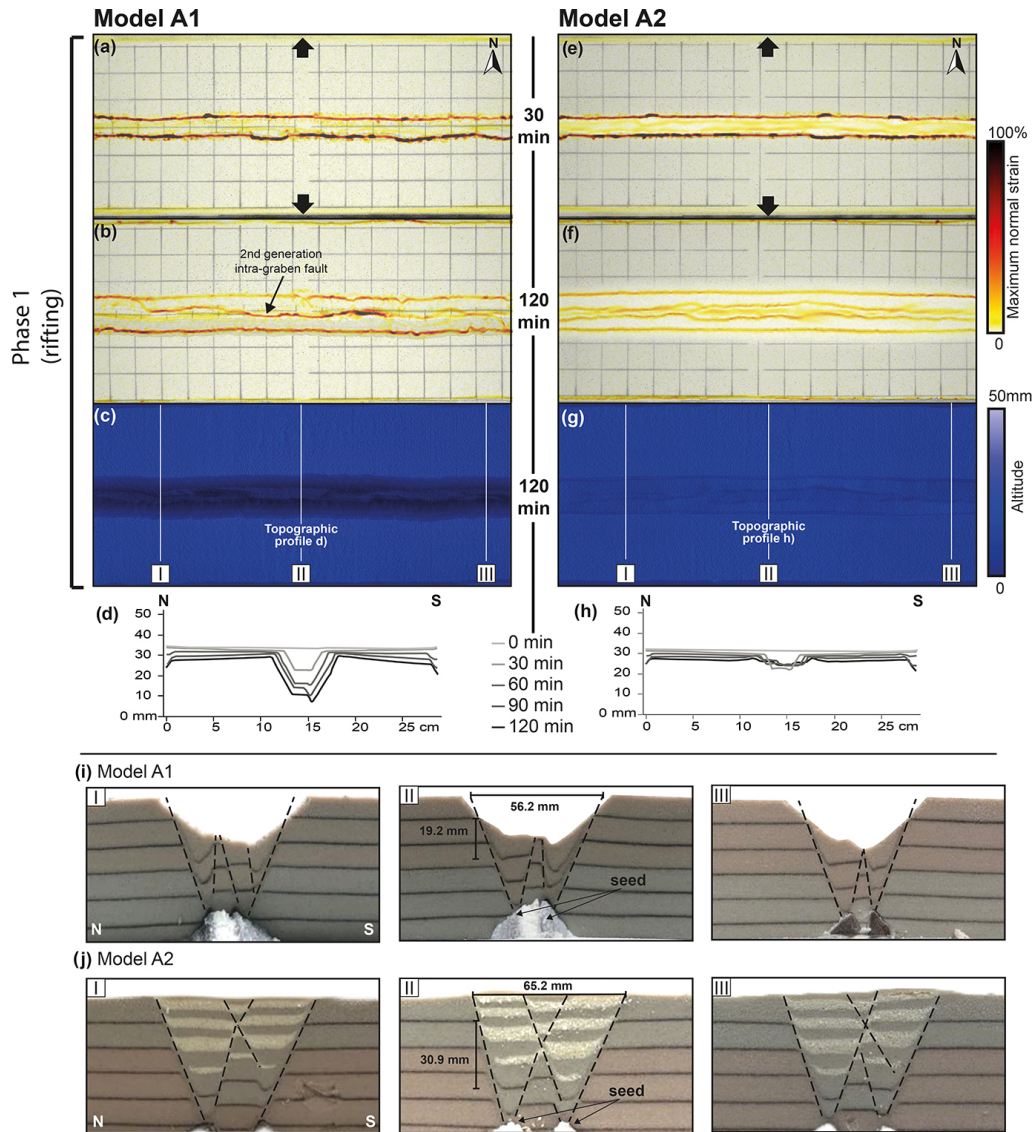 Model A1
Model A2
(a)
N
(e)
N
30
min
100%
Maximum normal strain
0
(b)
2nd generation
intra-graben fault
120
min
(f)
Phase 1
(rifting)
(c)
Topographic
profile d)
I
II
III
120
min
(g)
Topographic
profile h)
I
II
III
50mm
Altitude
0
N
S
(d)
50
40
30
20
10
0 mm
0
5
10
15
20
25 cm
0 min
30 min
60 min
90 min
120 min
N
S
(h)
50
40
30
20
10
0 mm
0
5
10
15
20
25 cm
(i) Model A1
I
N
S
II
56.2 mm
19.2 mm
seed
III
(j) Model A2
I
N
S
II
65.2 mm
30.9 mm
seed
III